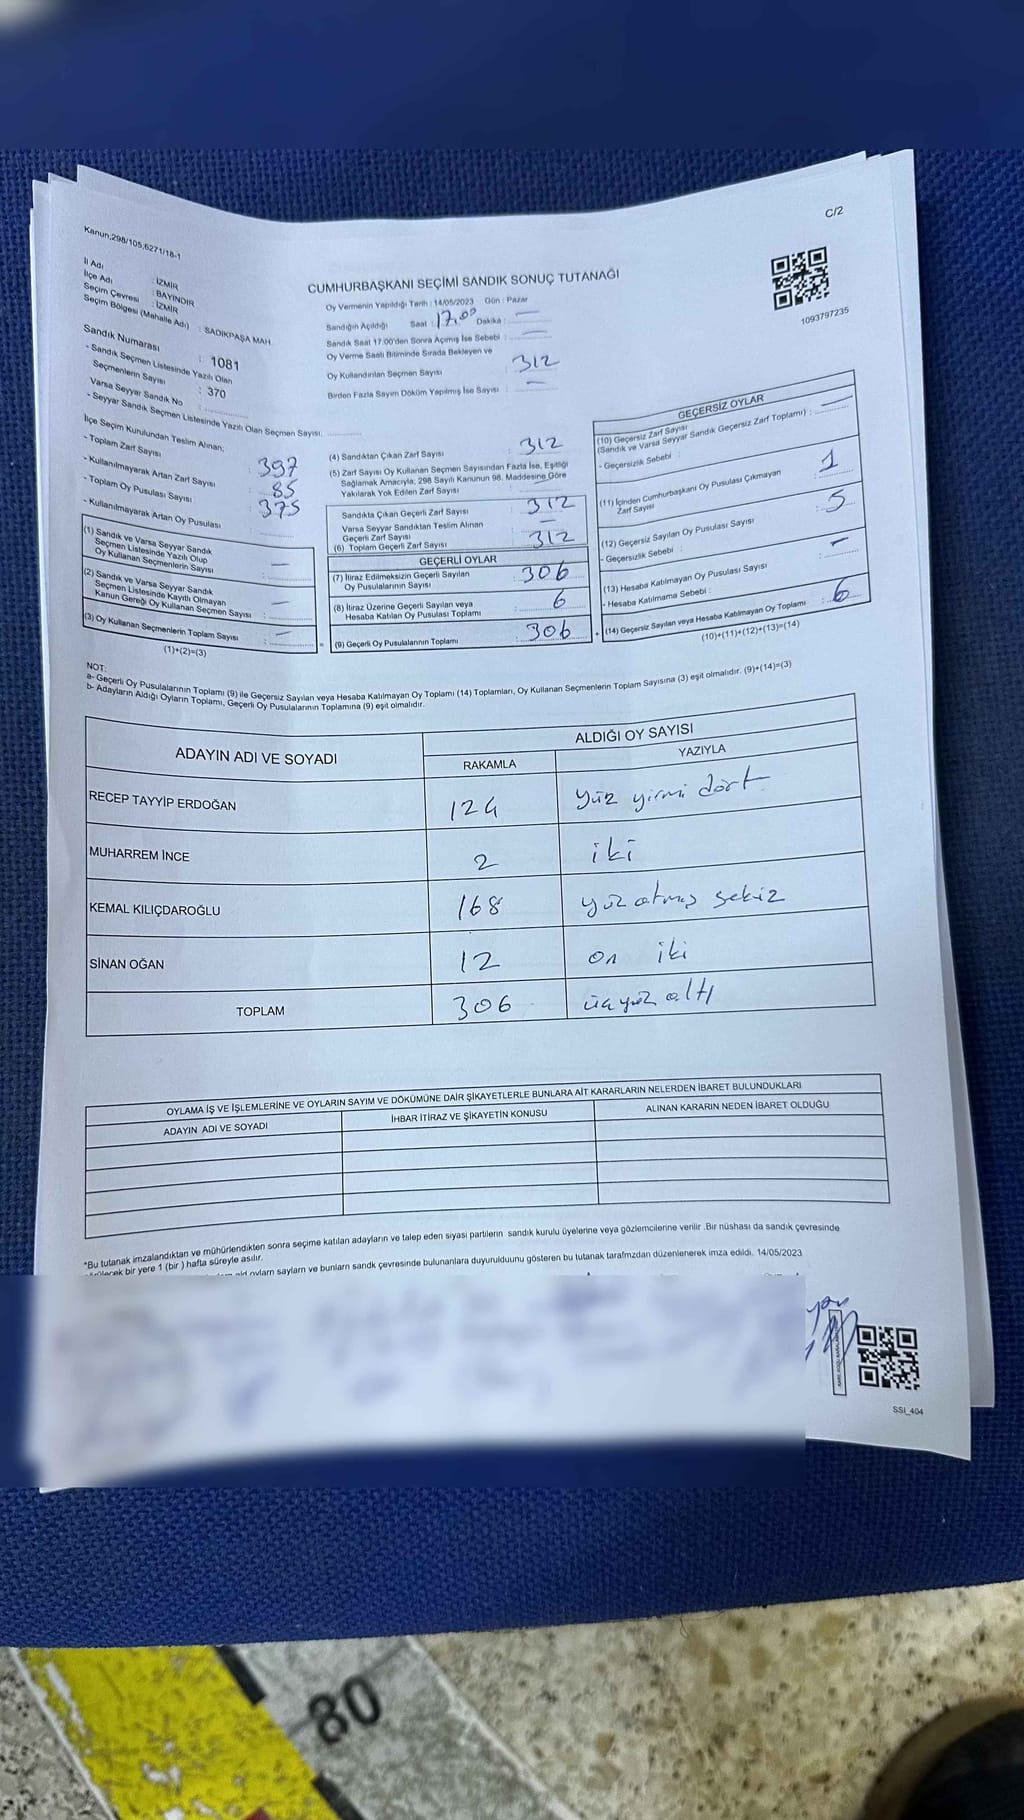 C/2
Kanun;298/105,6271/18-1
İl Adı : İZMİR
İlçe Adı : BAYINDIR
Seçim Çevresi : İZMİR
Seçim Bölgesi (Mahalle Adı) : SADIKPAŞA MAH.
CUMHURBAŞKANI SEÇİMİ SANDIK SONUÇ TUTANAĞI
1093797235
Oy Vermenin Yapıldığı Tarih : 14/05/2023 Gün : Pazar
Sandığın Açıldığı Saat : 17.00 Dakika : —
Sandık Saat 17.00'den Sonra Açımış İse Sebebi : —
Oy Verme Saati Bitiminde Sırada Bekleyen ve
Oy Kullandırılan Seçmen Sayısı : 312
Birden Fazla Sayım Döküm Yapılmış İse Sayısı : —
Sandık Numarası : 1081
- Sandık Seçmen Listesinde Yazılı Olan
Seçmenlerin Sayısı : 370
Varsa Seyyar Sandık No :
- Seyyar Sandık Seçmen Listesinde Yazılı Olan Seçmen Sayısı:
İlçe Seçim Kurulundan Teslim Alınan;
- Toplam Zarf Sayısı : 397
- Kullanılmayarak Artan Zarf Sayısı : 85
- Toplam Oy Pusulası Sayısı : 375
- Kullanılmayarak Artan Oy Pusulası :
(1) Sandık ve Varsa Seyyar Sandık
Seçmen Listesinde Yazılı Olup
Oy Kullanan Seçmenlerin Sayısı : —
(2) Sandık ve Varsa Seyyar Sandık
Seçmen Listesinde Kayıtlı Olmayan
Kanun Gereği Oy Kullanan Seçmen Sayısı : —
(3) Oy Kullanan Seçmenlerin Toplam Sayısı : —
(1)+(2)=(3)
(4) Sandıktan Çıkan Zarf Sayısı : 312
(5) Zarf Sayısı Oy Kullanan Seçmen Sayısından Fazla İse, Eşitliği
Sağlamak Amacıyla; 298 Sayılı Kanunun 98. Maddesine Göre
Yakılarak Yok Edilen Zarf Sayısı : —
Sandıkta Çıkan Geçerli Zarf Sayısı : 312
Varsa Seyyar Sandıktan Teslim Alınan
Geçerli Zarf Sayısı : —
(6) Toplam Geçerli Zarf Sayısı : 312
GEÇERLİ OYLAR
(7) İtiraz Edilmeksizin Geçerli Sayılan
Oy Pusulalarının Sayısı : 306
(8) İtiraz Üzerine Geçerli Sayılan veya
Hesaba Katılan Oy Pusulası Toplamı : 6
= (9) Geçerli Oy Pusulalarının Toplamı 306 +
GEÇERSİZ OYLAR
(10) Geçersiz Zarf Sayısı
(Sandık ve Varsa Seyyar Sandık Geçersiz Zarf Toplamı) : —
- Geçersizlik Sebebi :
(11) İçinden Cumhurbaşkanı Oy Pusulası Çıkmayan
Zarf Sayısı : 1
(12) Geçersiz Sayılan Oy Pusulası Sayısı : 5
- Geçersizlik Sebebi :
(13) Hesaba Katılmayan Oy Pusulası Sayısı : —
- Hesaba Katılmama Sebebi :
(14) Geçersiz Sayılan veya Hesaba Katılmayan Oy Toplamı : 6
(10)+(11)+(12)+(13)=(14)
NOT:
a- Geçerli Oy Pusulalarının Toplamı (9) ile Geçersiz Sayılan veya Hesaba Katılmayan Oy Toplamı (14) Toplamları, Oy Kullanan Seçmenlerin Toplam Sayısına (3) eşit olmalıdır. (9)+(14)=(3)
b- Adayların Aldığı Oyların Toplamı, Geçerli Oy Pusulalarının Toplamına (9) eşit olmalıdır.
ADAYIN ADI VE SOYADI
ALDIĞI OY SAYISI
RAKAMLA YAZIYLA
RECEP TAYYİP ERDOĞAN 124 yüz yirmi dört
MUHARREM İNCE 2 iki
KEMAL KILIÇDAROĞLU 168 yüz atmış sekiz
SİNAN OĞAN 12 on iki
TOPLAM 306 üçyüz altı
OYLAMA İŞ VE İŞLEMLERİNE VE OYLARIN SAYIM VE DÖKÜMÜNE DAİR ŞİKAYETLERLE BUNLARA AİT KARARLARIN NELERDEN İBARET BULUNDUKLARI
ADAYIN ADI VE SOYADI İHBAR İTİRAZ VE ŞİKAYETİN KONUSU ALINAN KARARIN NEDEN İBARET OLDUĞU
*Bu tutanak imzalandıktan ve mühürlendikten sonra seçime katılan adayların ve talep eden siyası partilerin sandık kurulu üyelerine veya gözlemcilerine verilir .Bir nüshası da sandık çevresinde
bir yere 1 (bir ) hafta süreyle asılır.
oyların sayları ve bunlarn sandk çevresinde bulunanlara duyurulduunu gösteren bu tutanak tarafmzdan düzenlenerek imza edildi. 14/05/2023
SSI_404
80